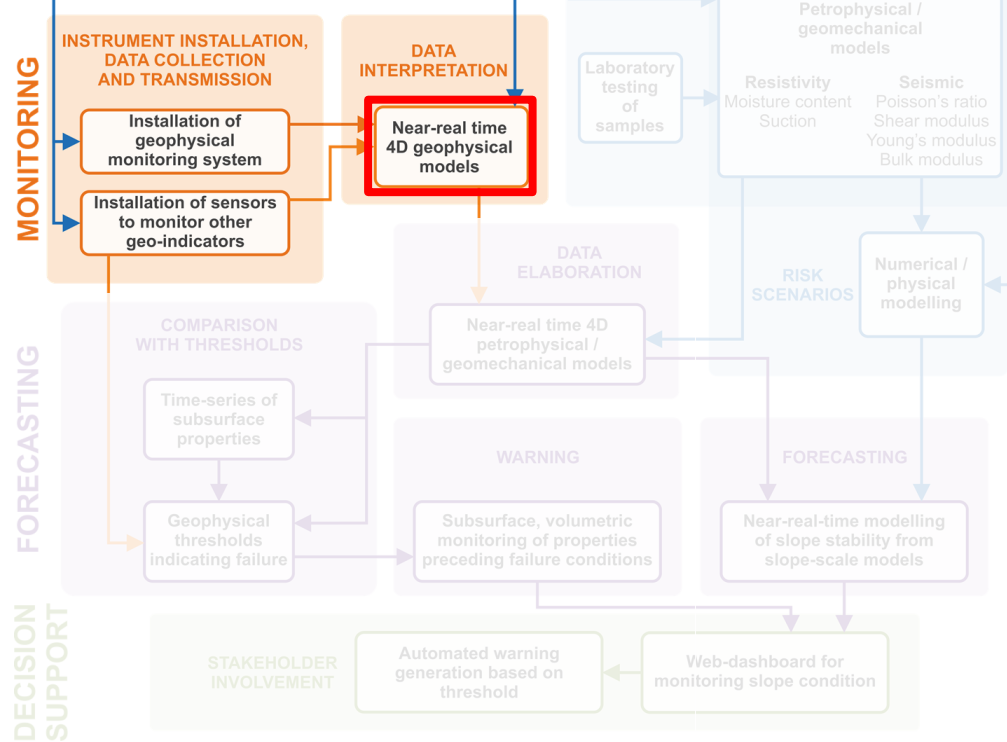 MONITORING
INSTRUMENT INSTALLATION,
DATA COLLECTION
AND TRANSMISSION
Installation of
geophysical
monitoring system
Installation of sensors
to monitor other
geo-indicators
DATA
INTERPRETATION
Near-real time
4D geophysical
models
Laboratory
testing
of
samples
Petrophysical /
geomechanical
models
Resistivity
Moisture content
Suction
Seismic
Poisson's ratio
Shear modulus
Young's modulus
Bulk modulus
RISK
SCENARIOS
Numerical /
physical
modelling
FORECASTING
DATA
ELABORATION
Near-real time 4D
petrophysical /
geomechanical models
COMPARISON
WITH THRESHOLDS
Time-series of
subsurface
properties
Geophysical
thresholds
indicating failure
WARNING
Subsurface, volumetric
monitoring of properties
preceding failure conditions
FORECASTING
Near-real-time modelling
of slope stability from
slope-scale models
DECISION
SUPPORT
STAKEHOLDER
INVOLVEMENT
Automated warning
generation based on
threshold
Web-dashboard for
monitoring slope condition